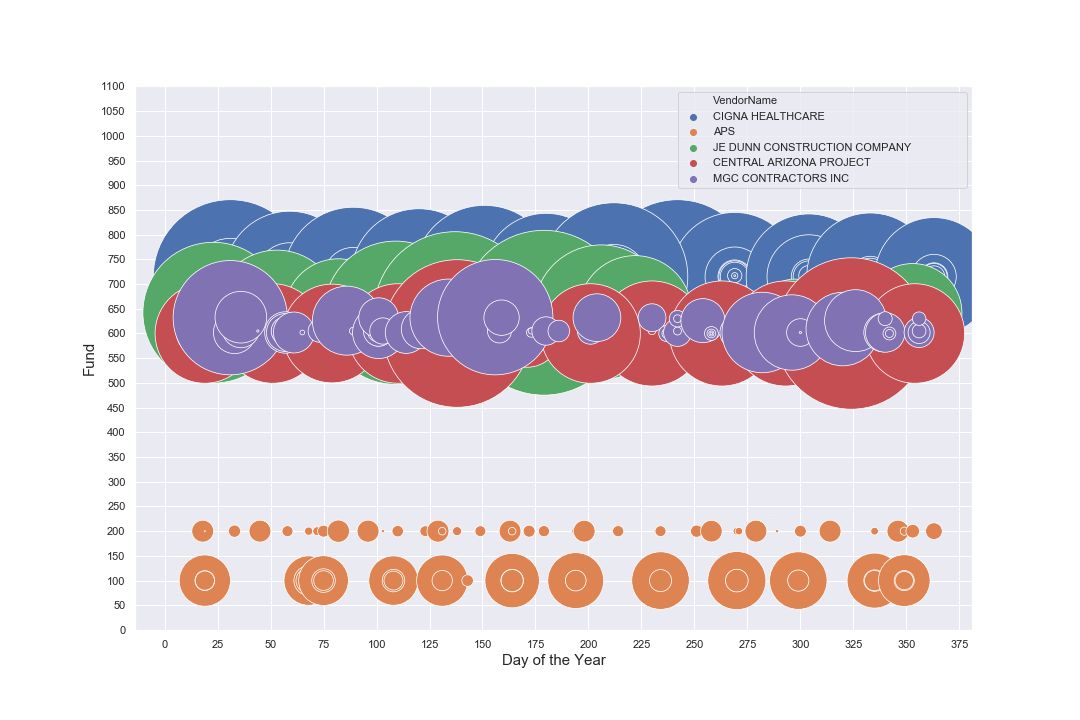 1100
1050
1000
950
900
850
800
750
700
650
600
550
500
450
400
350
300
250
200
150
100
50
0
Fund
VendorName
CIGNA HEALTHCARE
APS
JE DUNN CONSTRUCTION COMPANY
CENTRAL ARIZONA PROJECT
MGC CONTRACTORS INC
0 25 50 75 100 125 150 175 200 225 250 275 300 325 350 375
Day of the Year